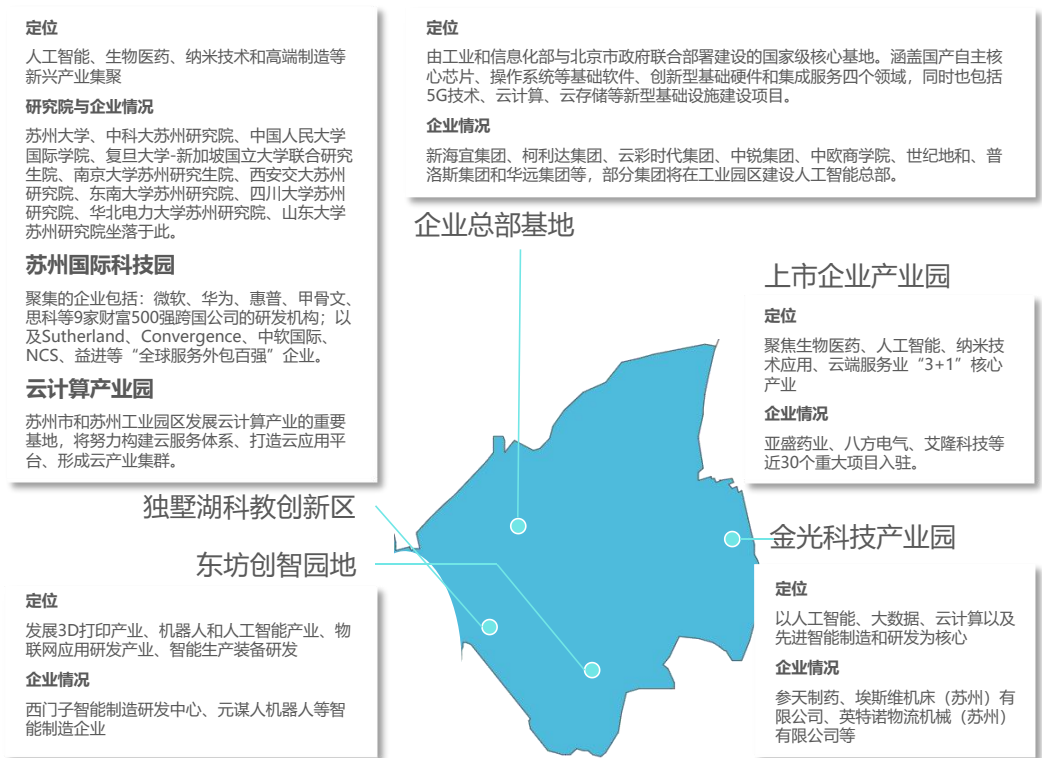 定位
人工智能、生物医药、纳米技术和高端制造等
新兴产业集聚
研究院与企业情况
苏州大学、中科大苏州研究院、中国人民大学
国际学院、复旦大学-新加坡国立大学联合研究
生院、南京大学苏州研究生院、西安交大苏州
研究院、东南大学苏州研究院、四川大学苏州
研究院、华北电力大学苏州研究院、山东大学
苏州研究院坐落于此。
苏州国际科技园
聚集的企业包括：微软、华为、惠普、甲骨文、
思科等9家财富500强跨国公司的研发机构；以
及Sutherland、Convergence、中软国际、
NCS、益进等“全球服务外包百强”企业。
云计算产业园
苏州市和苏州工业园区发展云计算产业的重要
基地，将努力构建云服务体系、打造云应用平
台、形成云产业集群。
独墅湖科教创新区
定位
由工业和信息化部与北京市政府联合部署建设的国家级核心基地。涵盖国产自主核
心芯片、操作系统等基础软件、创新型基础硬件和集成服务四个领域，同时也包括
5G技术、云计算、云存储等新型基础设施建设项目。
企业情况
新海宜集团、柯利达集团、云彩时代集团、中锐集团、中欧商学院、世纪地和、普
洛斯集团和华远集团等，部分集团将在工业园区建设人工智能总部。
企业总部基地
上市企业产业园
定位
聚焦生物医药、人工智能、纳米技
术应用、云端服务业“3+1”核心
产业
企业情况
亚盛药业、八方电气、艾隆科技等
近30个重大项目入驻。
东坊创智园地
定位
发展3D打印产业、机器人和人工智能产业、物
联网应用研发产业、智能生产装备研发
企业情况
西门子智能制造研发中心、元谋人机器人等智
能制造企业
金光科技产业园
定位
以人工智能、大数据、云计算以及
先进智能制造和研发为核心
企业情况
参天制药、埃斯维机床（苏州）有
限公司、英特诺物流机械（苏州）
有限公司等